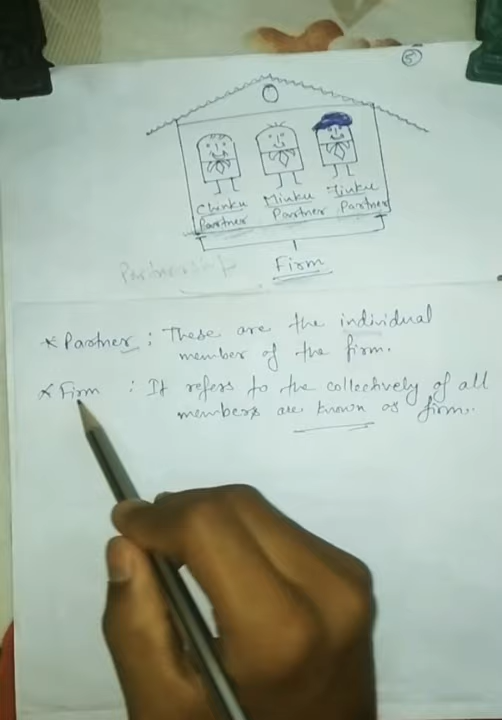 5
Chinku Minku Tinku
Partner Partner Partner
Firm
Partnership
*Partner : These are the individual
member of the firm.
*Firm : It refers to the collectively of all
members are known as firm.